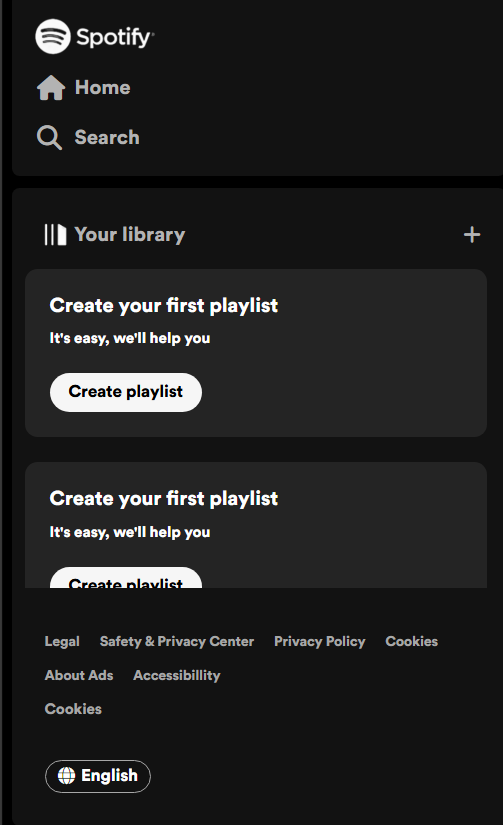 Spotify
Home
Search
Your library
Create your first playlist
It's easy, we'll help you
Create playlist
Create your first playlist
It's easy, we'll help you
Create playlist
Legal Safety & Privacy Center Privacy Policy Cookies
About Ads Accessibillity
Cookies
English